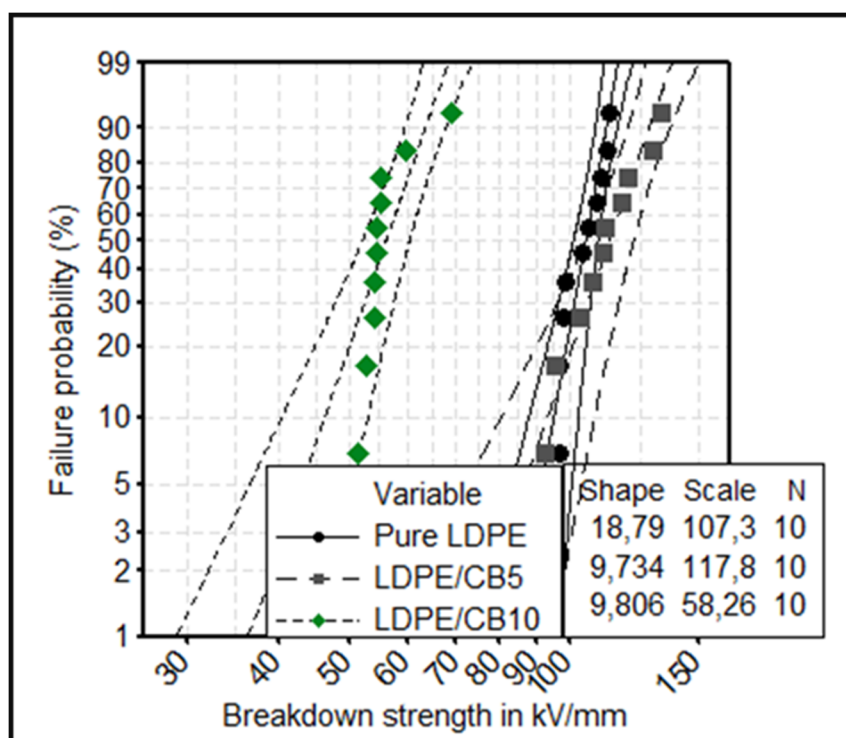 99
90
80
70
60
50
40
30
20
10
5
3
2
1
Failure probability (%)
Variable
Pure LDPE
LDPE/CB5
LDPE/CB10
Shape Scale N
18,79 107,3 10
9,734 117,8 10
9,806 58,26 10
30 40 50 60 70 80 90 100 150
Breakdown strength in kV/mm